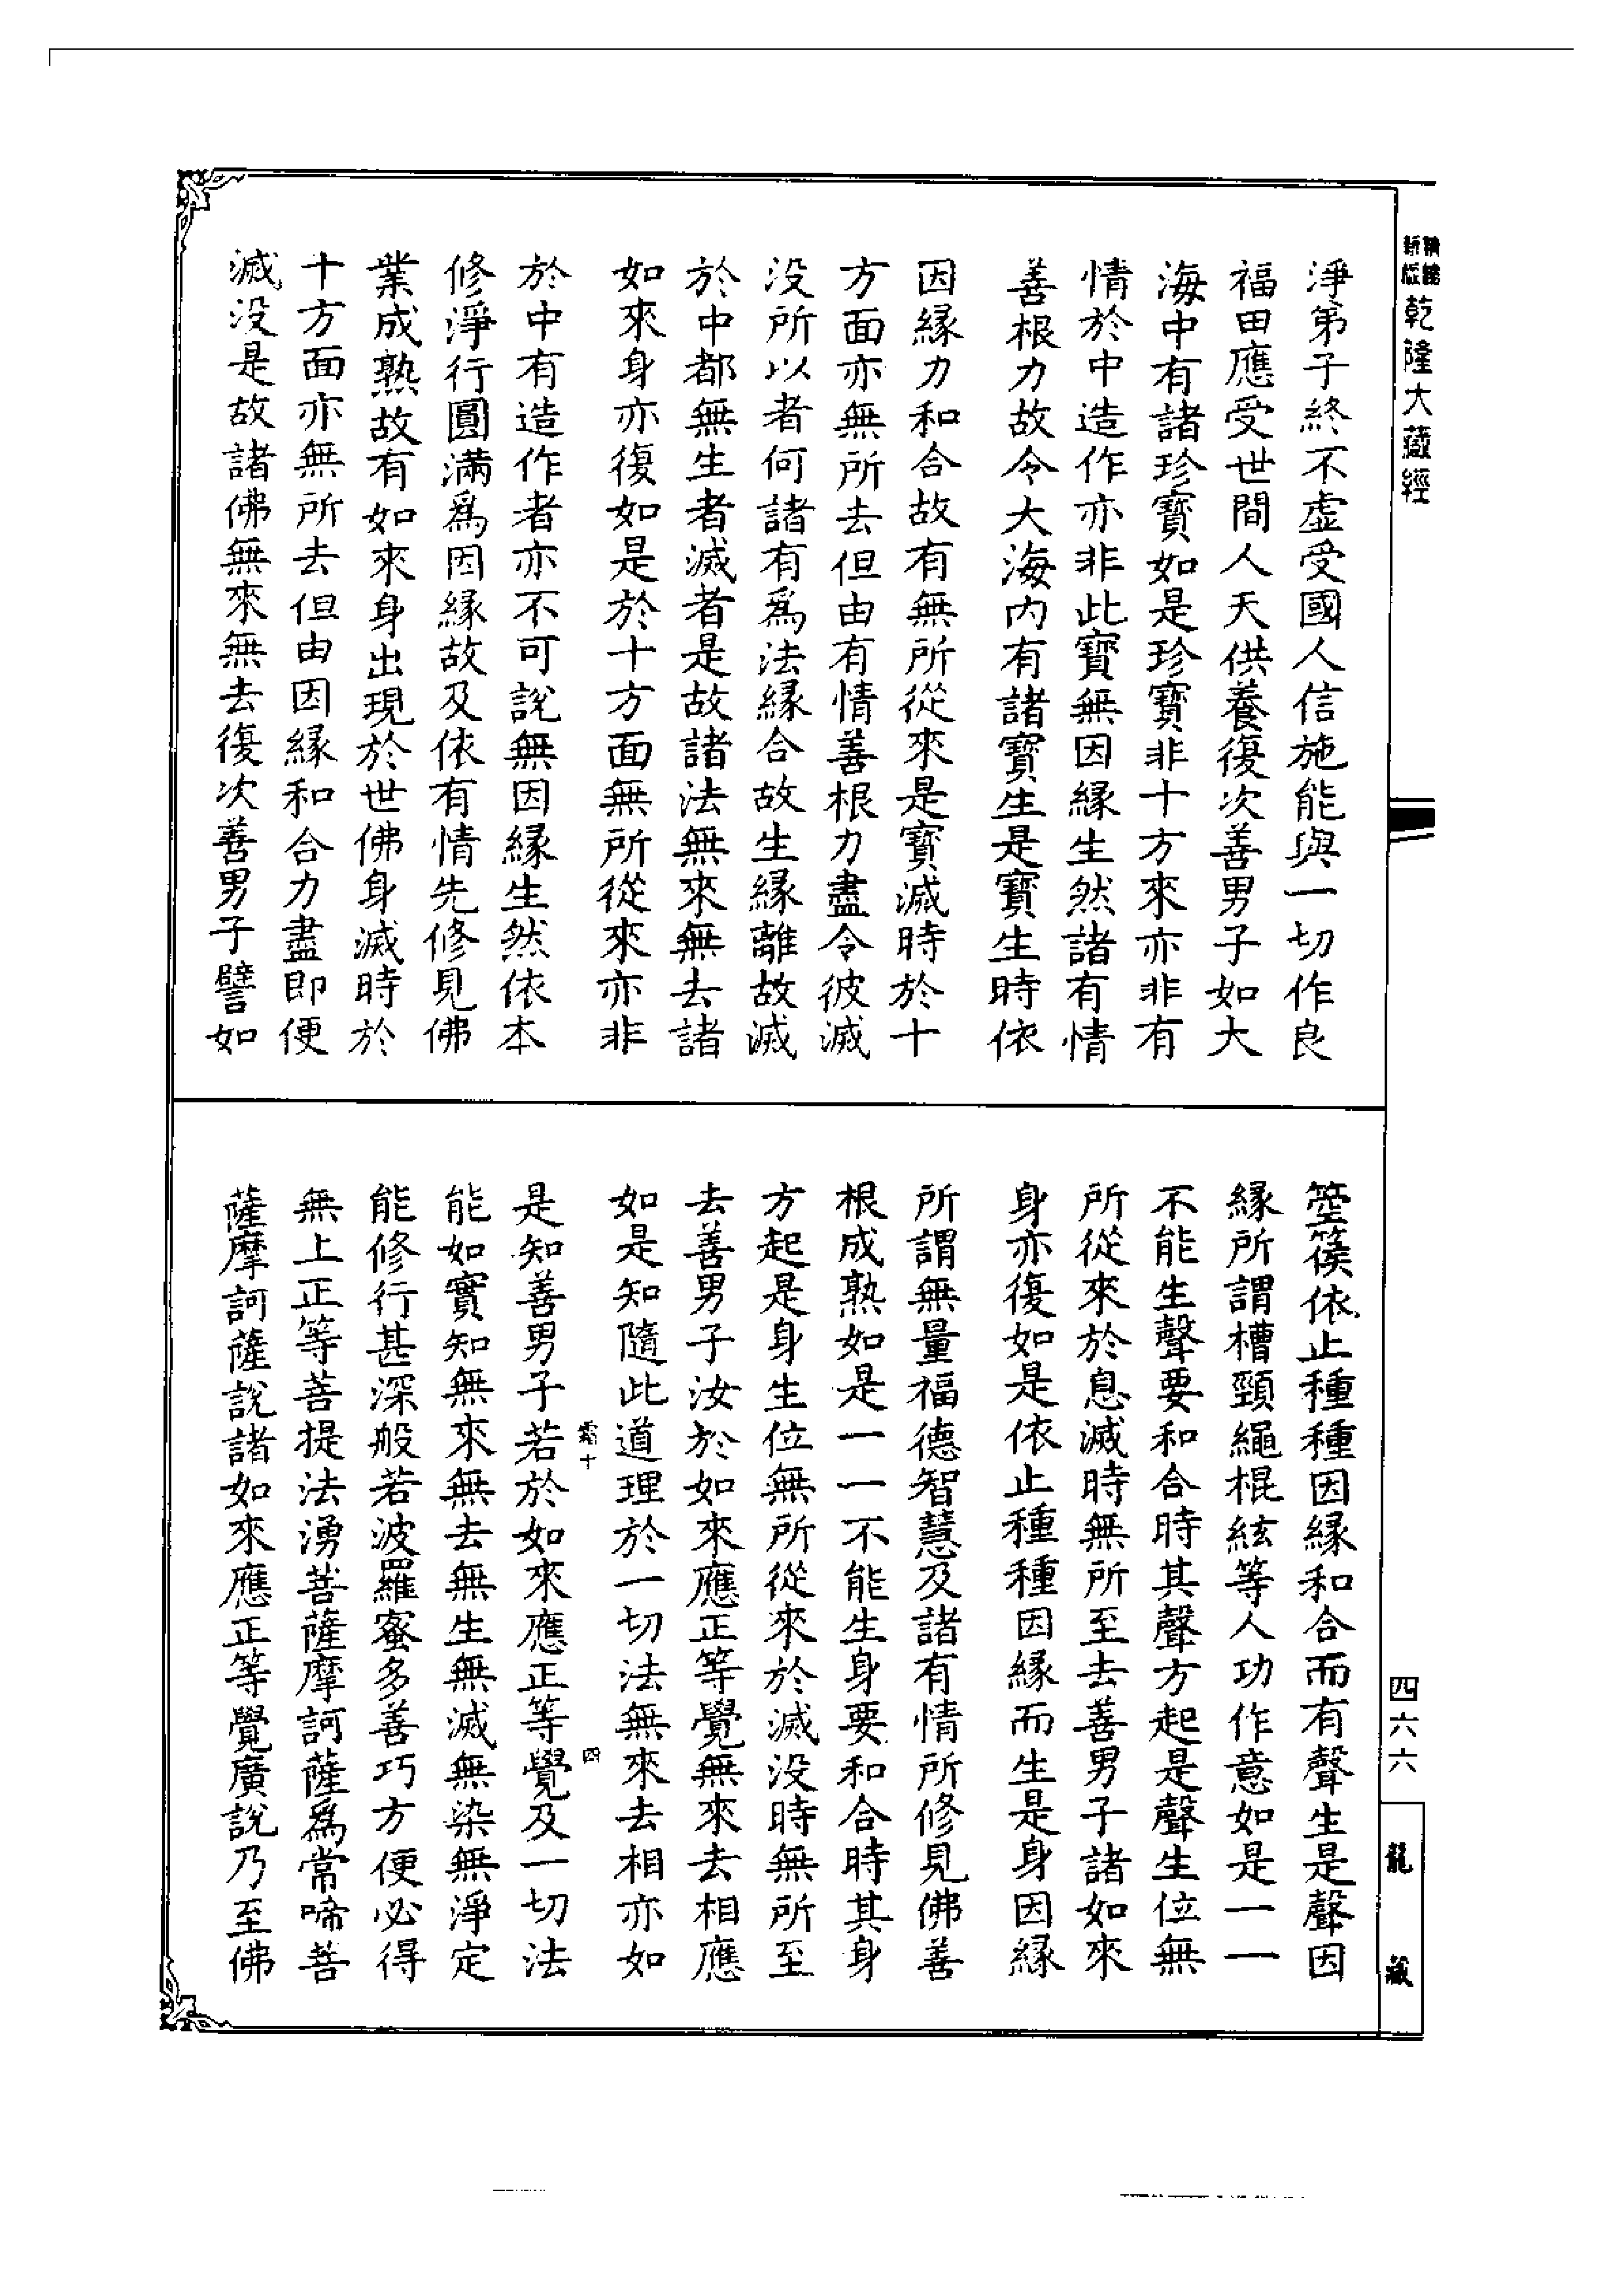 精縮新版乾隆大藏經
淨第子終不虛受國人信施能與一切作良
福田應受世間人天供養復次善男子如大
海中有諸珍寶如是珍寶非十方來亦非有
情於中造作亦非此寶無因緣生然諸有情
善根力故令大海內有諸寶生是寶生時依
因緣力和合故有無所從來是寶滅時於十
方面亦無所去但由有情善根力盡令彼滅
没所以者何諸有爲法緣合故生緣離故滅
於中都無生者滅者是故諸法無來無去諸
如來身亦復如是於十方面無所從來亦非
於中有造作者亦不可說無因緣生然依本
修淨行圓滿爲因緣故及依有情先修見佛
業成熟故有如來身出現於世佛身滅時於
十方面亦無所去但由因緣和合力盡即便
滅没是故諸佛無來無去復次善男子譬如
箜篌依止種種因緣和合而有聲生是聲因
緣所謂槽頸繩棍絃等人功作意如是一一
不能生聲要和合時其聲方起是聲生位無
所從來於息滅時無所至去善男子諸如來
身亦復如是依止種種因緣而生是身因緣
所謂無量福德智慧及諸有情所修見佛善
根成熟如是一一不能生身要和合時其身
方起是身生位無所從來於滅没時無所至
去善男子汝於如來應正等覺無來去相應
如是知隨此道理於一切法無來去相亦如
霜十 四
是知善男子若於如來應正等覺及一切法
能如實知無來無去無生無滅無染無淨定
能修行甚深般若波羅蜜多善巧方便必得
無上正等菩提法湧菩薩摩訶薩爲常啼菩
薩摩訶薩說諸如來應正等覺廣說乃至佛
四六六
龍藏